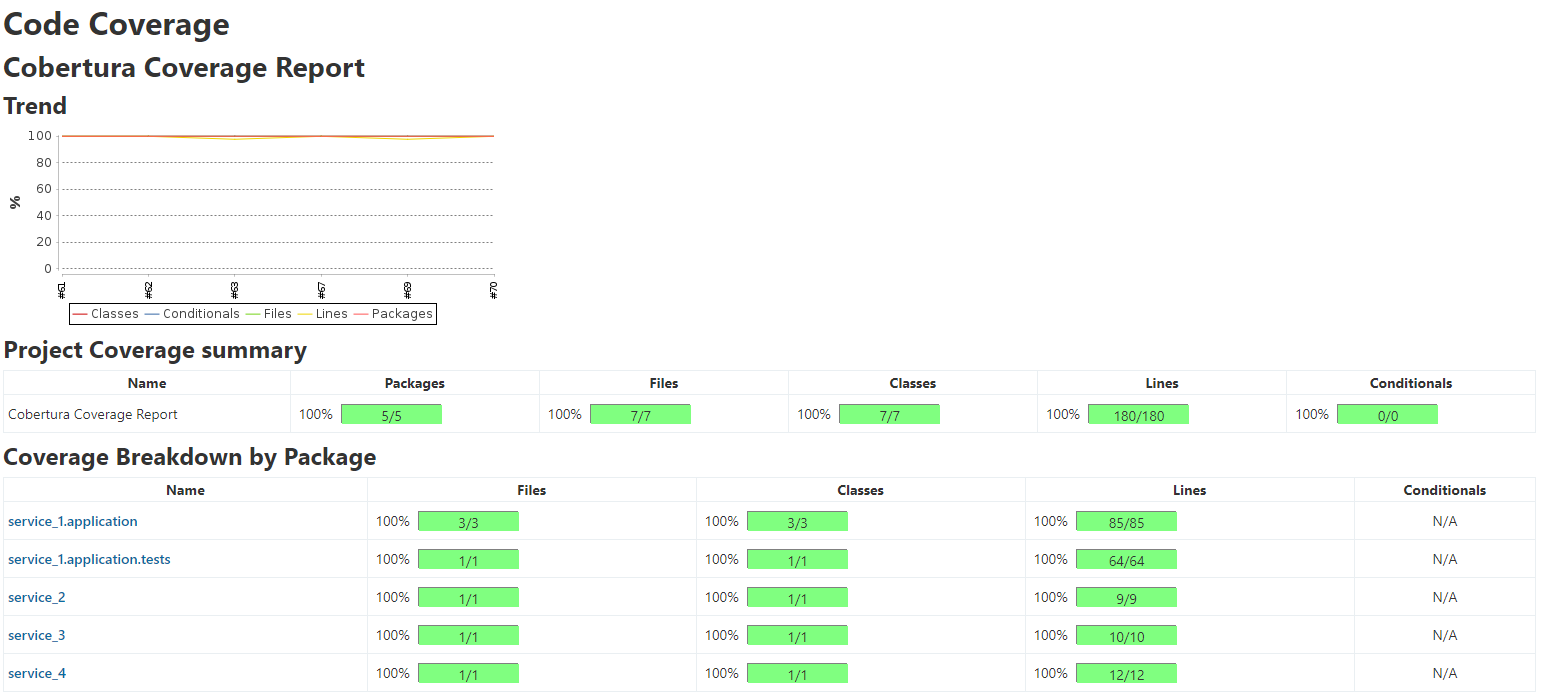 Code Coverage
Cobertura Coverage Report
Trend
100
80
60
40
20
0
%
#61 #62 #63 #67 #69 #70
Classes Conditionals Files Lines Packages
Project Coverage summary
Name Packages Files Classes Lines Conditionals
Cobertura Coverage Report 100% 5/5 100% 7/7 100% 7/7 100% 180/180 100% 0/0
Coverage Breakdown by Package
Name Files Classes Lines Conditionals
service_1.application 100% 3/3 100% 3/3 100% 85/85 N/A
service_1.application.tests 100% 1/1 100% 1/1 100% 64/64 N/A
service_2 100% 1/1 100% 1/1 100% 9/9 N/A
service_3 100% 1/1 100% 1/1 100% 10/10 N/A
service_4 100% 1/1 100% 1/1 100% 12/12 N/A